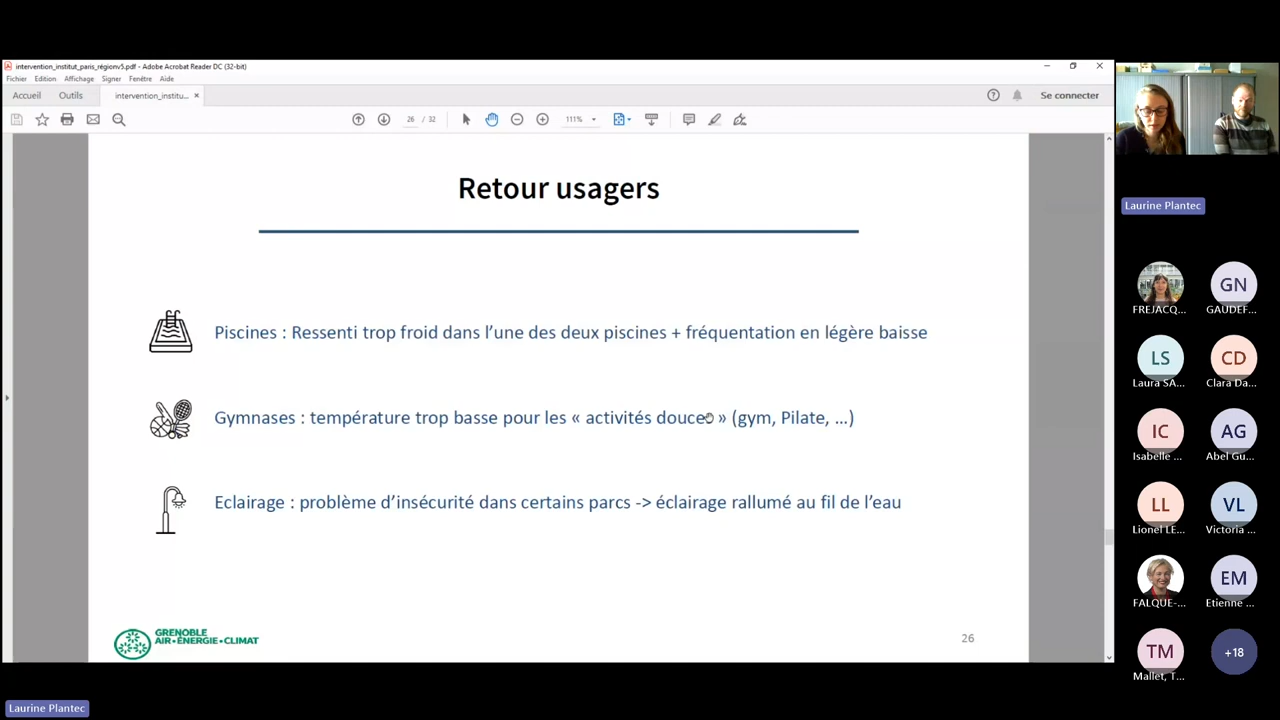 intervention_institut_paris_régionv5.pdf - Adobe Acrobat Reader DC (32-bit)
Fichier Edition Affichage Signer Fenêtre Aide
Accueil Outils intervention_institu... × Se connecter
26 / 32 111%
Retour usagers
Piscines : Ressenti trop froid dans l’une des deux piscines + fréquentation en légère baisse
Gymnases : température trop basse pour les « activités douces » (gym, Pilate, …)
Eclairage : problème d’insécurité dans certains parcs -> éclairage rallumé au fil de l’eau
GRENOBLE
AIR•ÉNERGIE•CLIMAT
26
Laurine Plantec
GN
FREJACQ... GAUDEF...
LS CD
Laura SA... Clara Da...
IC AG
Isabelle ... Abel Gu...
LL VL
Lionel LE... Victoria ...
EM
FALQUE-... Etienne ...
TM +18
Mallet, T...
Laurine Plantec